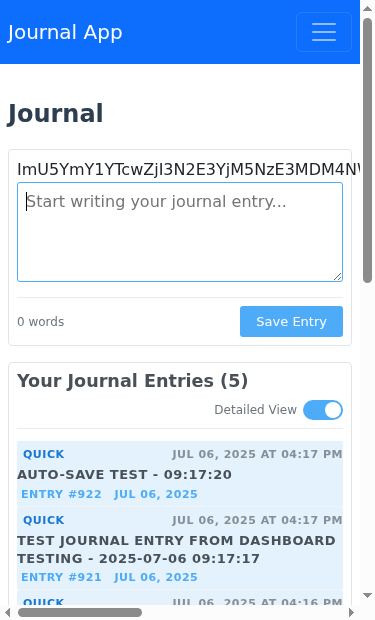 Journal App
Journal
ImU5YmY1YTcwZjI3N2E3YjM5NzE3MDM4N
Start writing your journal entry...
0 words
Save Entry
Your Journal Entries (5)
Detailed View
QUICK JUL 06, 2025 AT 04:17 PM
AUTO-SAVE TEST - 09:17:20
ENTRY #922 JUL 06, 2025
QUICK JUL 06, 2025 AT 04:17 PM
TEST JOURNAL ENTRY FROM DASHBOARD
TESTING - 2025-07-06 09:17:17
ENTRY #921 JUL 06, 2025
QUICK JUL 06, 2025 AT 04:16 PM